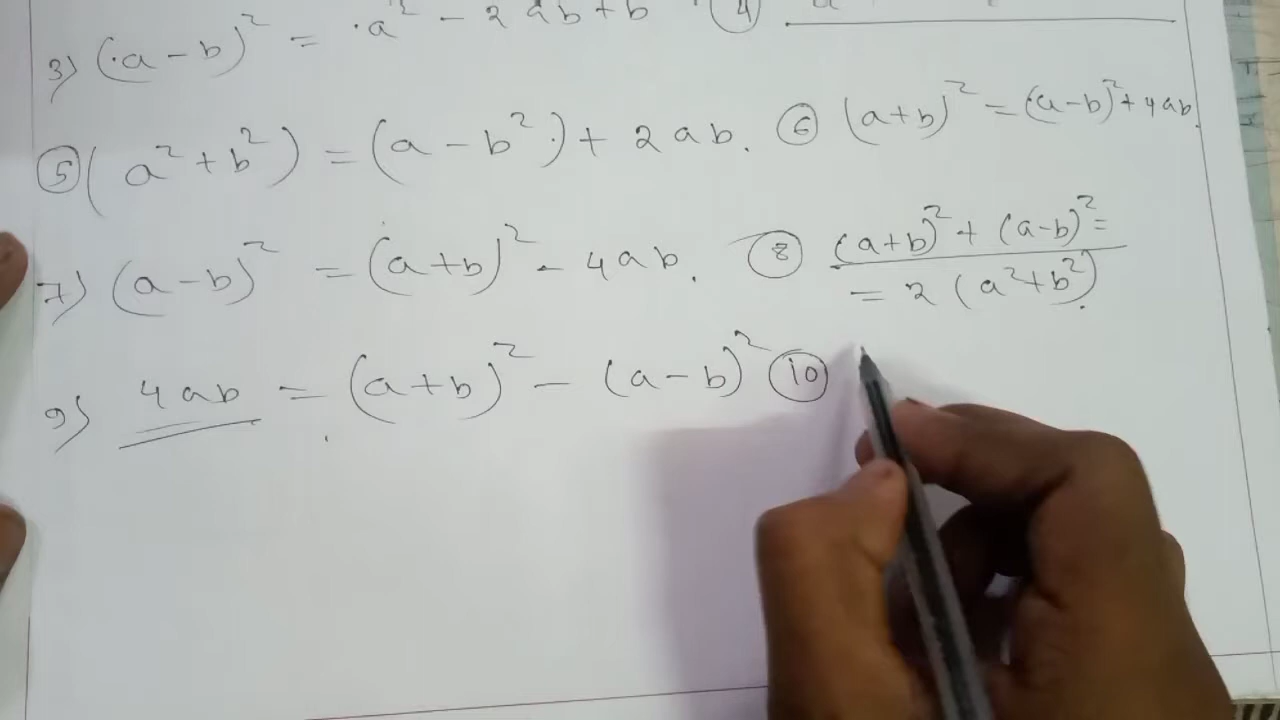 3) (a - b)² = a² - 2ab + b ④
⑤ (a² + b²) = (a - b²) + 2ab. ⑥ (a+b)² = (a-b)² + 4ab.
7) (a - b)² = (a+b)² - 4ab. ⑧ (a+b)² + (a-b)² =
= 2 (a²+b²).
9) 4ab = (a+b)² - (a-b)² ⑩